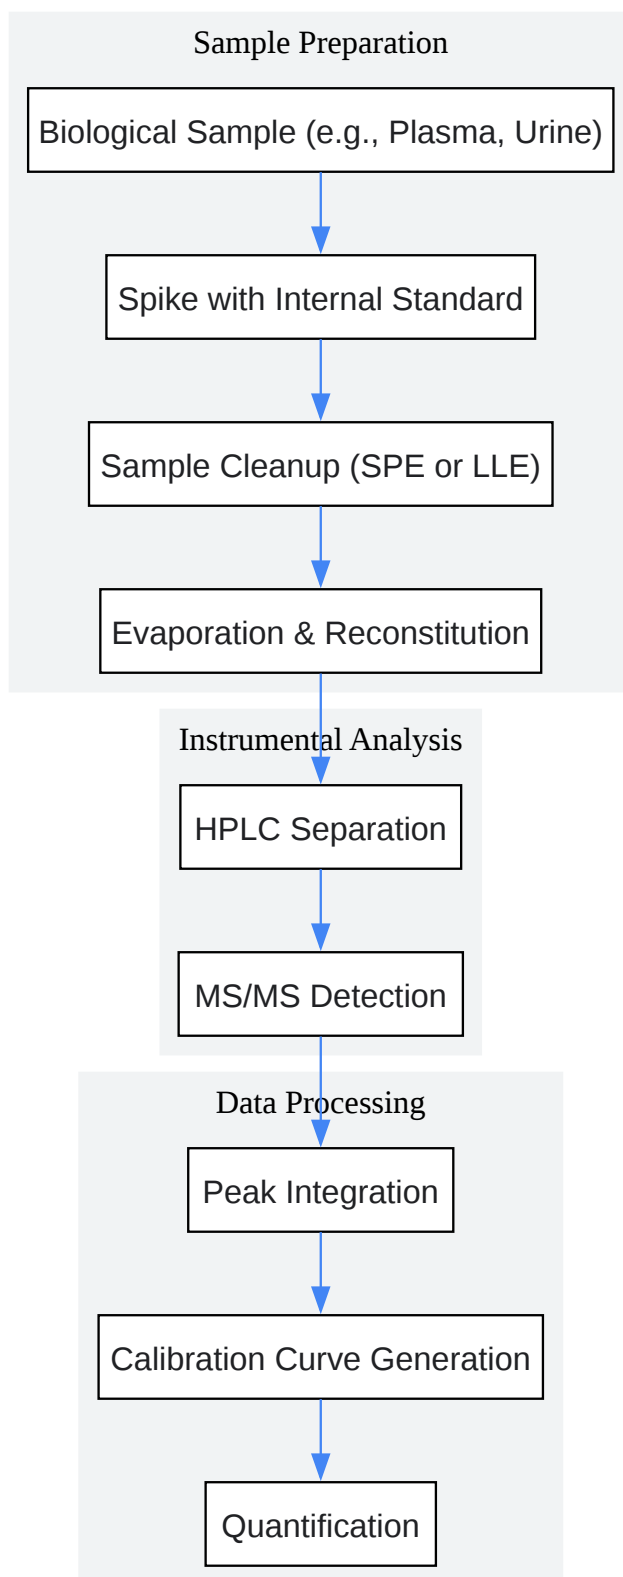 Sample Preparation
Biological Sample (e.g., Plasma, Urine)
Spike with Internal Standard
Sample Cleanup (SPE or LLE)
Evaporation & Reconstitution
Instrumental Analysis
HPLC Separation
MS/MS Detection
Data Processing
Peak Integration
Calibration Curve Generation
Quantification